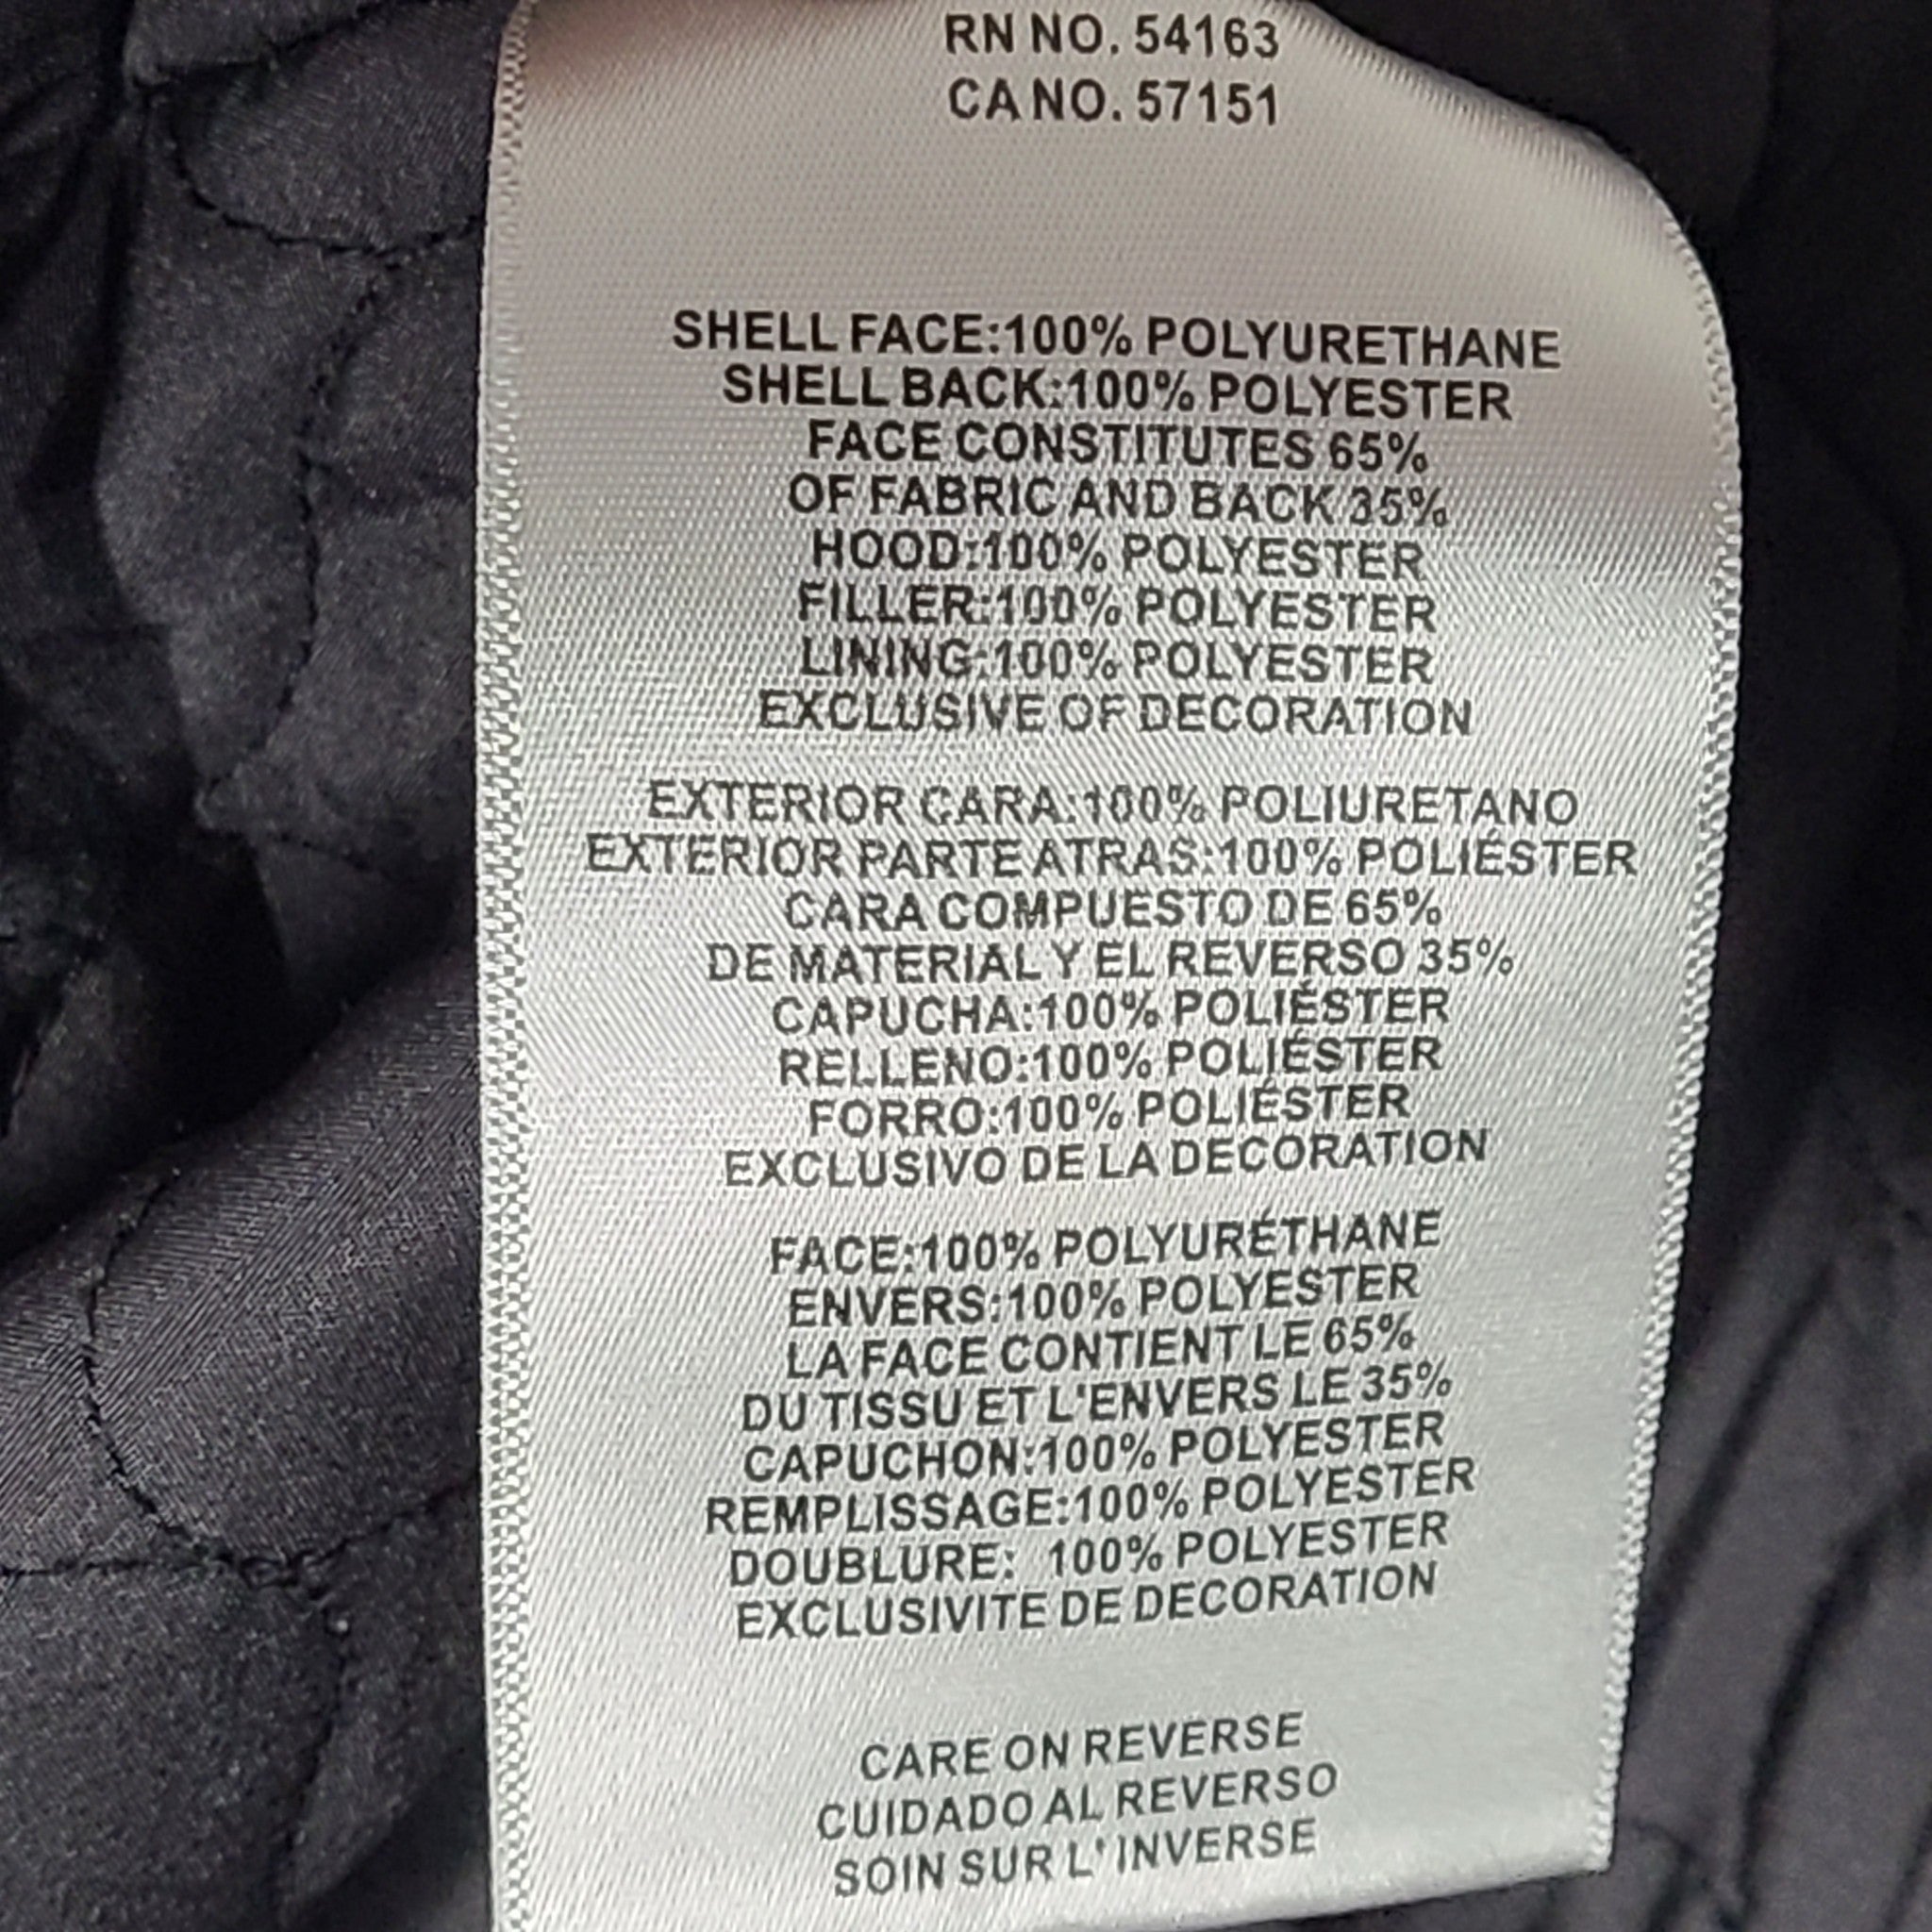 RN NO. 54163
CA NO. 57151
SHELL FACE:100% POLYURETHANE
SHELL BACK:100% POLYESTER
FACE CONSTITUTES 65%
OF FABRIC AND BACK 35%
HOOD:100% POLYESTER
FILLER:100% POLYESTER
LINING:100% POLYESTER
EXCLUSIVE OF DECORATION
EXTERIOR CARA:100% POLIURETANO
EXTERIOR PARTE ATRAS:100% POLIÉSTER
CARA COMPUESTO DE 65%
DE MATERIAL Y EL REVERSO 35%
CAPUCHA:100% POLIÉSTER
RELLENO:100% POLIÉSTER
FORRO:100% POLIÉSTER
EXCLUSIVO DE LA DECORATION
FACE:100% POLYURÉTHANE
ENVERS:100% POLYESTER
LA FACE CONTIENT LE 65%
DU TISSU ET L'ENVERS LE 35%
CAPUCHON:100% POLYESTER
REMPLISSAGE:100% POLYESTER
DOUBLURE: 100% POLYESTER
EXCLUSIVITE DE DECORATION
CARE ON REVERSE
CUIDADO AL REVERSO
SOIN SUR L'INVERSE